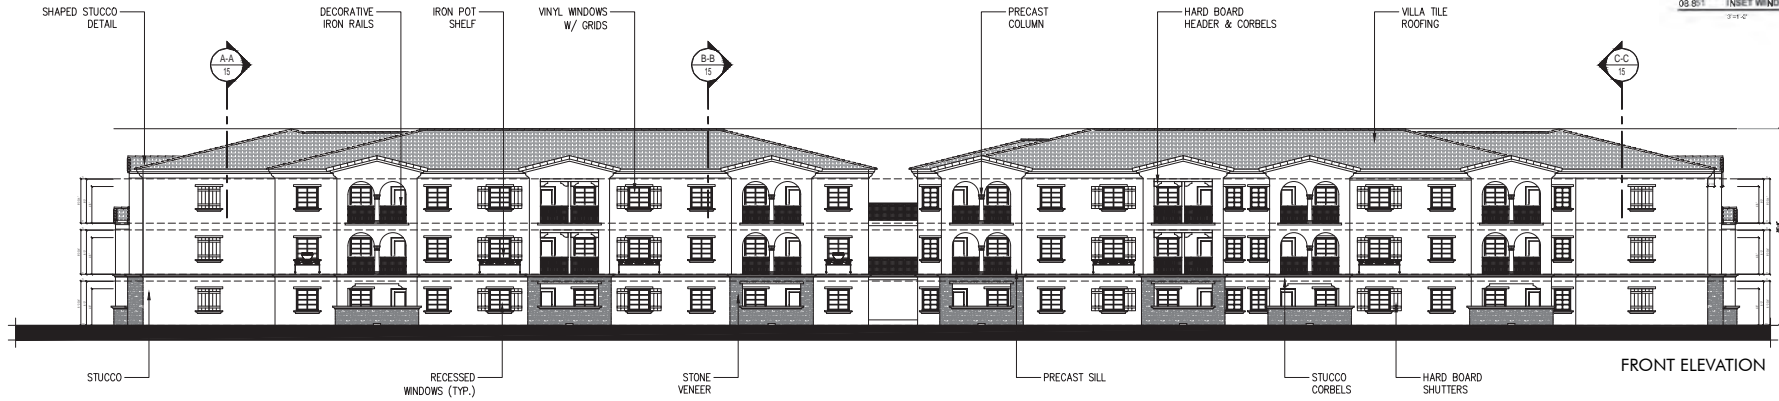 SHAPED STUCCO
DETAIL
DECORATIVE
IRON RAILS
IRON POT
SHELF
VINYL WINDOWS
W/ GRIDS
PRECAST
COLUMN
HARD BOARD
HEADER & CORBELS
VILLA TILE
ROOFING
INSET WIND
A-A
15
B-B
15
C-C
15
STUCCO
RECESSED
WINDOWS (TYP.)
STONE
VENEER
PRECAST SILL
STUCCO
CORBELS
HARD BOARD
SHUTTERS
FRONT ELEVATION